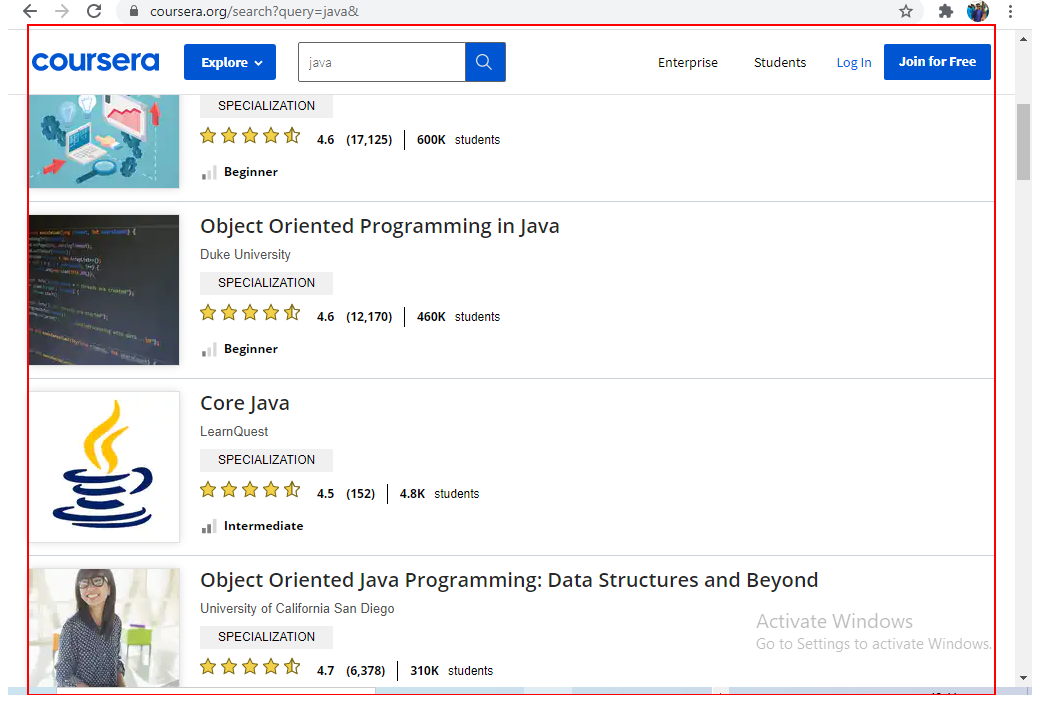 coursera.org/search?query=java&
coursera
Explore
java
Enterprise
Students
Log In
Join for Free
SPECIALIZATION
4.6 (17,125) 600K students
Beginner
Object Oriented Programming in Java
Duke University
SPECIALIZATION
4.6 (12,170) 460K students
Beginner
Core Java
LearnQuest
SPECIALIZATION
4.5 (152) 4.8K students
Intermediate
Object Oriented Java Programming: Data Structures and Beyond
University of California San Diego
SPECIALIZATION
4.7 (6,378) 310K students
Activate Windows
Go to Settings to activate Windows.